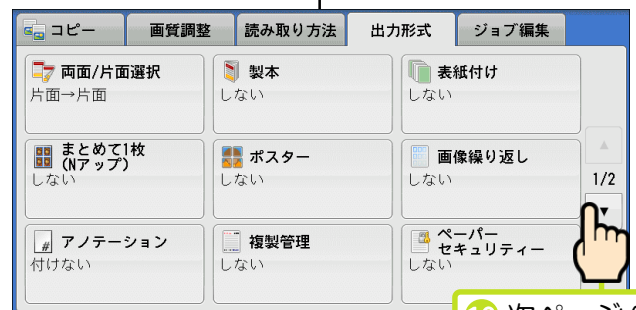 コピー
画質調整
読み取り方法
出力形式
ジョブ編集
両面/片面選択
片面→片面
製本
しない
表紙付け
しない
まとめて1枚
(Nアップ)
しない
ポスター
しない
画像繰り返し
しない
1/2
アノテーション
付けない
複製管理
しない
ペーパー
セキュリティー
しない
次ページ